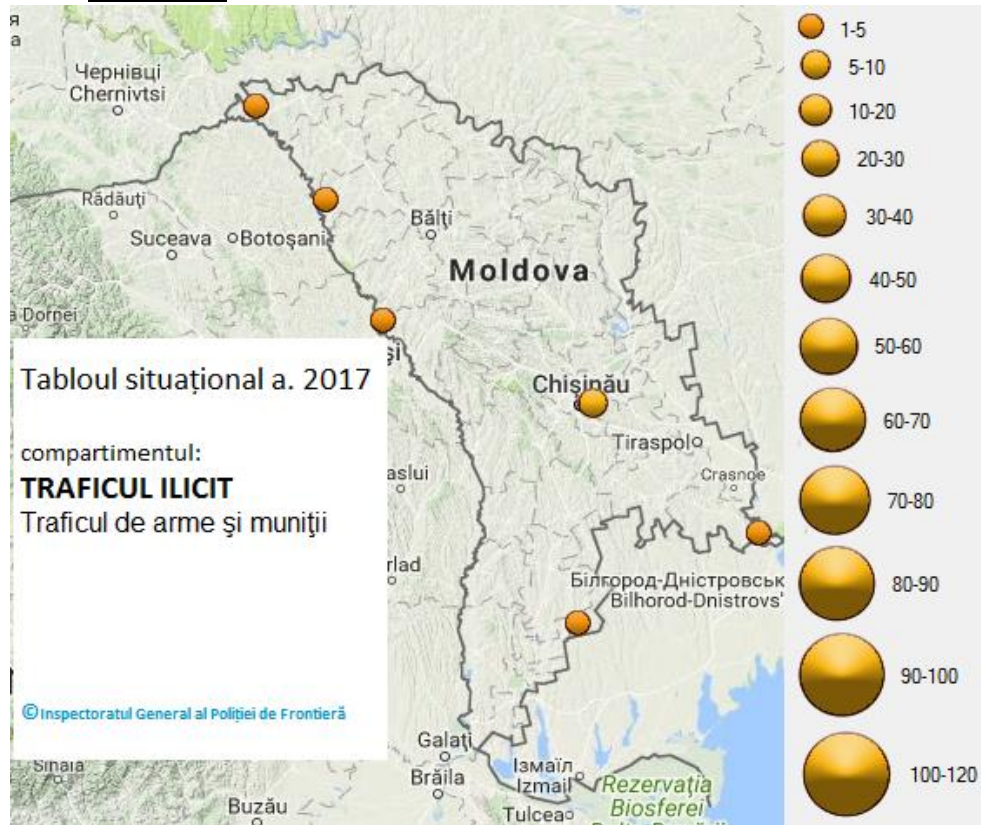 я
а
Чернівці
Chernivtsi
Rădăuți
Suceava
Botoșani
Bălți
Moldova
a Dornei
și
Chișinău
Tiraspol
Crasnoe
aslui
rlad
Білгород-Дністровськ
Bilhorod-Dnistrovs'
Galați
Brăila
Ізмаїл
Izmail
Rezervația
Biosferei
Tulcea
Sinaia
Buzău
Tabloul situațional a. 2017
compartimentul:
TRAFICUL ILICIT
Traficul de arme şi muniţii
©Inspectoratul General al Poliției de Frontieră
1-5
5-10
10-20
20-30
30-40
40-50
50-60
60-70
70-80
80-90
90-100
100-120